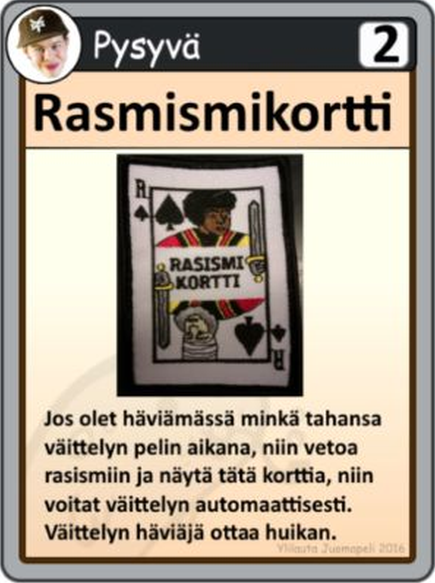 Pysyvä
2
Rasmismikortti
R
RASISMI
KORTTI
R
Jos olet häviämässä minkä tahansa
väittelyn pelin aikana, niin vetoa
rasismiin ja näytä tätä korttia, niin
voitat väittelyn automaattisesti.
Väittelyn häviäjä ottaa huikan.
Ylilauta Juomapeli 2016